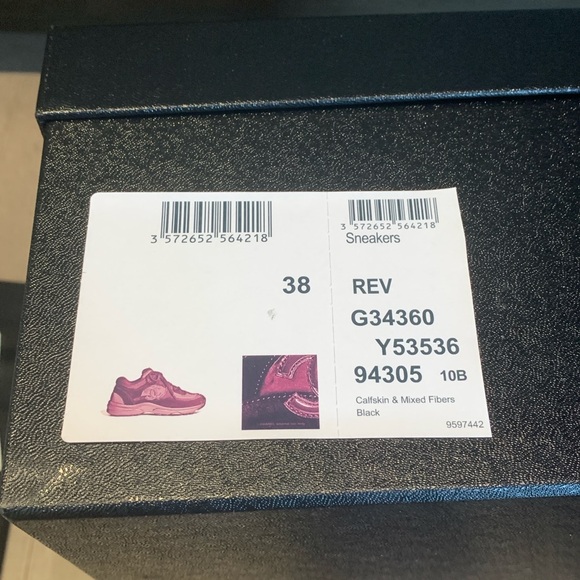 3 572652 564218
3 572652 564218
Sneakers
38
REV
G34360
Y53536
94305 10B
Calfskin & Mixed Fibers
Black
9597442